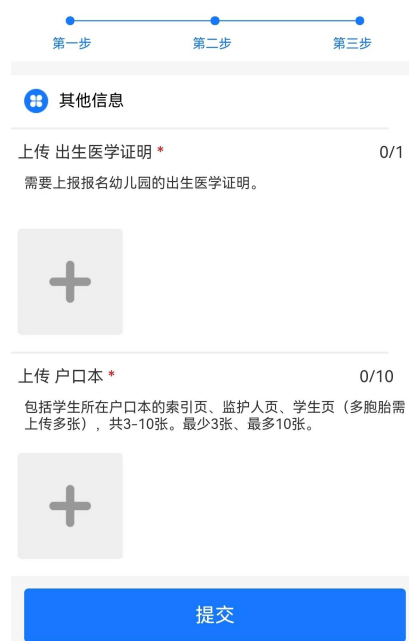 第一步 第二步 第三步
其他信息
上传 出生医学证明 * 0/1
需要上报报名幼儿园的出生医学证明。
上传 户口本 * 0/10
包括学生所在户口本的索引页、监护人页、学生页（多胞胎需
上传多张），共3-10张。最少3张、最多10张。
提交